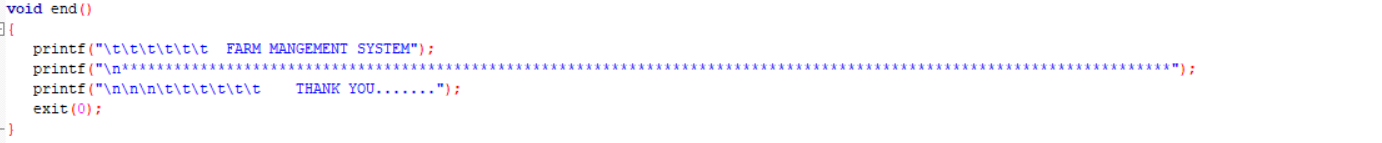 void end()
{
printf("\t\t\t\t\t\t  FARM MANGEMENT SYSTEM");
printf("\n***********************************************************************************************************************");
printf("\n\n\n\t\t\t\t\t\t    THANK YOU.......");
exit(0);
}